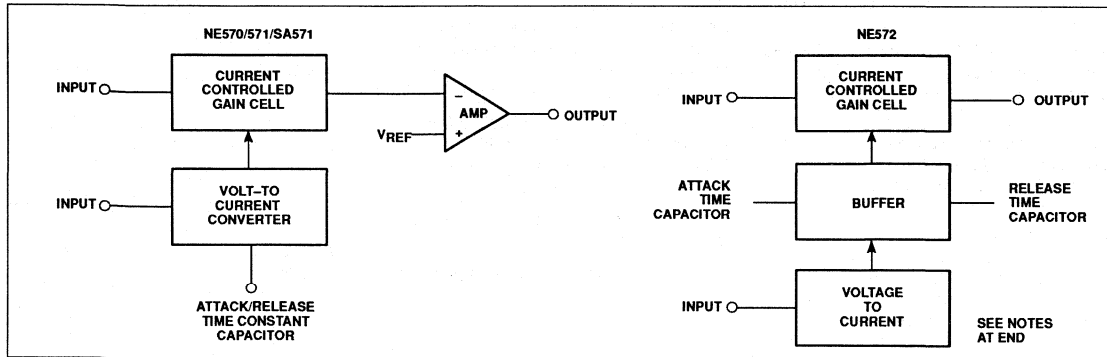 NE570/571/SA571
INPUT
CURRENT
CONTROLLED
GAIN CELL
–
AMP
+
VREF
OUTPUT
INPUT
VOLT–TO
CURRENT
CONVERTER
ATTACK/RELEASE
TIME CONSTANT
CAPACITOR
NE572
INPUT
CURRENT
CONTROLLED
GAIN CELL
OUTPUT
ATTACK
TIME
CAPACITOR
BUFFER
RELEASE
TIME
CAPACITOR
INPUT
VOLTAGE
TO
CURRENT
SEE NOTES
AT END